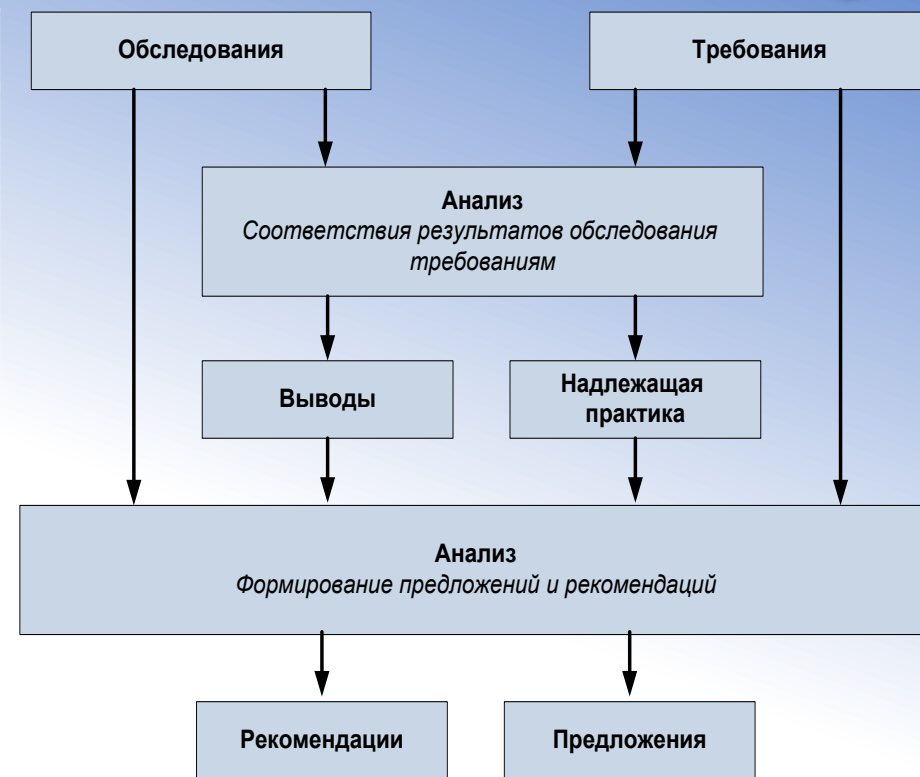 Обследования
Требования
Анализ
Соответствия результатов обследования
требованиям
Выводы
Надлежащая
практика
Анализ
Формирование предложений и рекомендаций
Рекомендации
Предложения